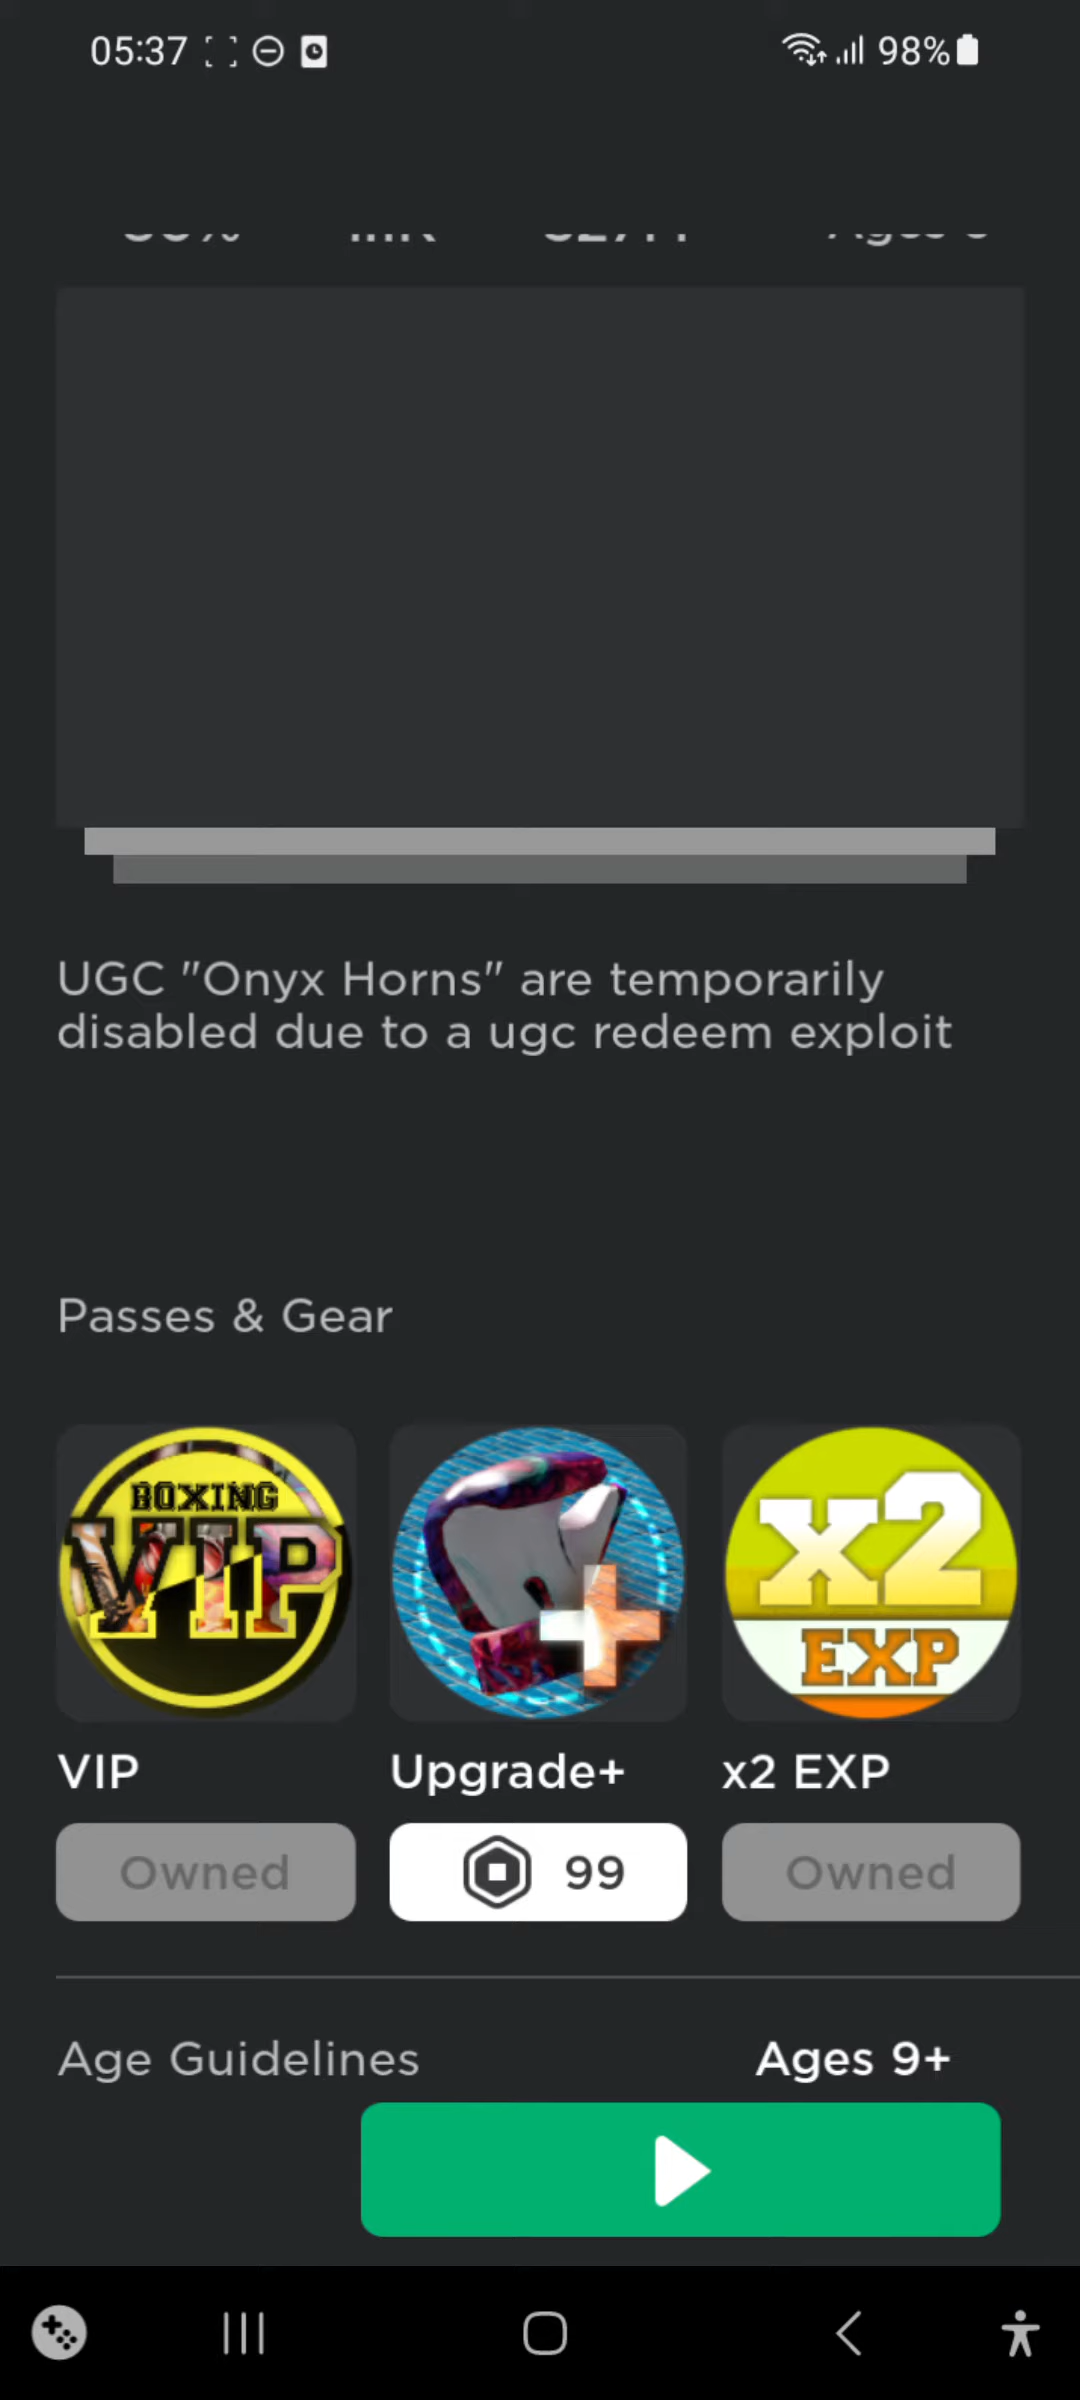 05:37
98%
UGC "Onyx Horns" are temporarily
disabled due to a ugc redeem exploit
Passes & Gear
BOXING
VIP
x2
EXP
VIP
Upgrade+
x2 EXP
Owned
99
Owned
Age Guidelines
Ages 9+